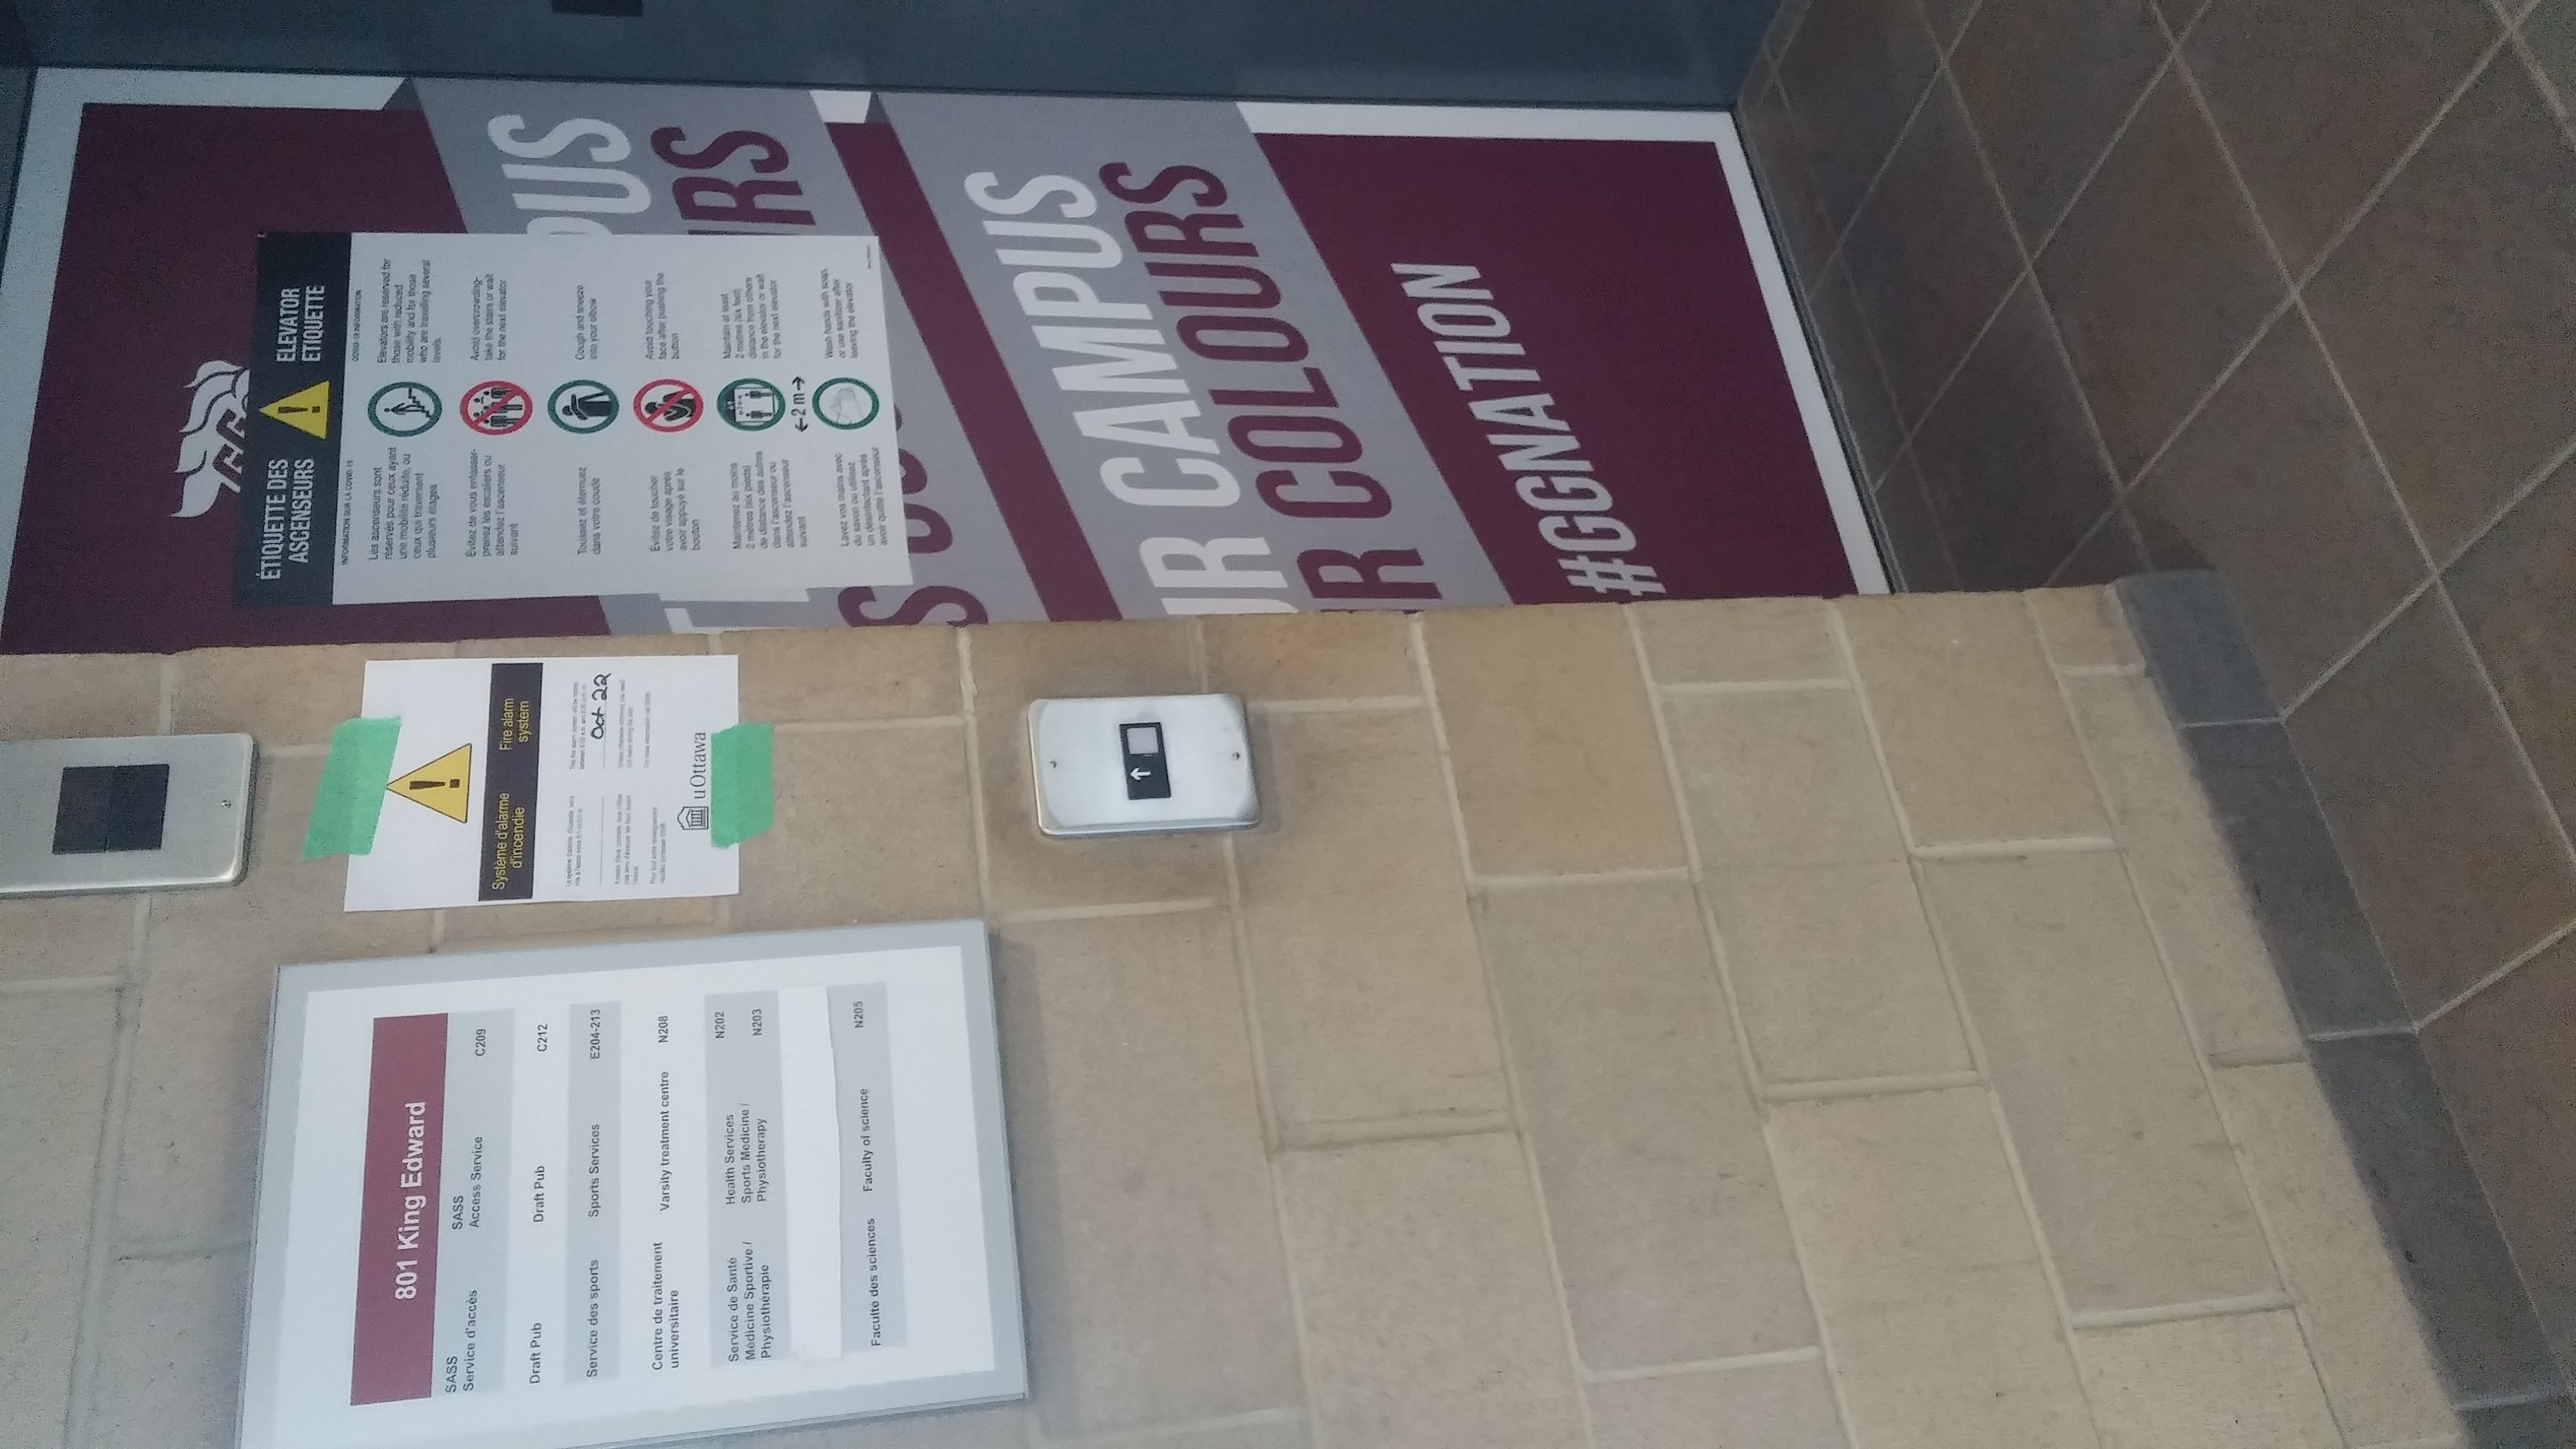 801 King Edward
SASS
Service d'accès
SASS
Access Service
C209
Draft Pub
Draft Pub
C212
Service des sports
Sports Services
E204-213
Centre de traitement
universitaire
Varsity treatment centre
N208
Service de Santé
Médicine Sportive /
Physiothérapie
Health Services
Sports Medicine /
Physiotherapy
N202
N203
Faculté des sciences
Faculty of science
N205
Système d'alarme
d'incendie
Fire alarm
system
Oct 22
uOttawa
ÉTIQUETTE DES
ASCENSEURS
ELEVATOR
ETIQUETTE
INFORMATION SUR LA COVID-19
COVID-19 INFORMATION
Les ascenseurs sont
réservés pour ceux ayant
une mobilité réduite, ou
ceux qui traversent
plusieurs étages
Elevators are reserved for
those with reduced
mobility and for those
who are travelling several
levels.
Évitez de vous entasser-
prenez les escaliers ou
attendez l'ascenseur
suivant
Avoid overcrowding-
take the stairs or wait
for the next elevator
Toussez et éternuez
dans votre coude
Cough and sneeze
into your elbow
Évitez de toucher
votre visage après
avoir appuyé sur le
bouton
Avoid touching your
face after pushing the
button
Maintenez au moins
2 mètres (six pieds)
de distance des autres
dans l'ascenseur ou
attendez l'ascenseur
suivant
Maintain at least
2 metres (six feet)
distance from others
in the elevator or wait
for the next elevator
←2 m→
Lavez vos mains avec
du savon ou utilisez
un désinfectant après
avoir quitté l'ascenseur
Wash hands with soap,
or use sanitizer after
leaving the elevator
PUS
RS
UR CAMPUS
R COLOURS
#GGNATION